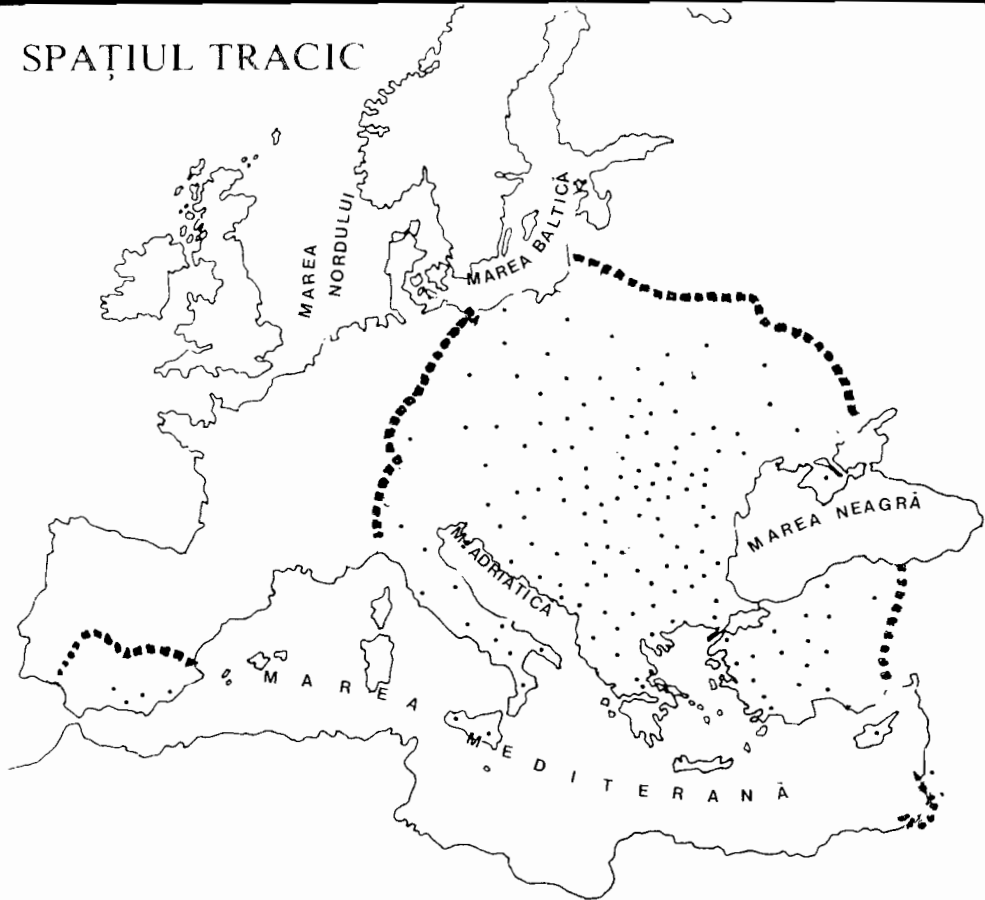 SPAȚIUL TRACIC
MAREA
NORDULUI
MAREA BALTICĂ
MAREA NEAGRĂ
M. ADRIATICA
MAREA
MEDITERANĂ